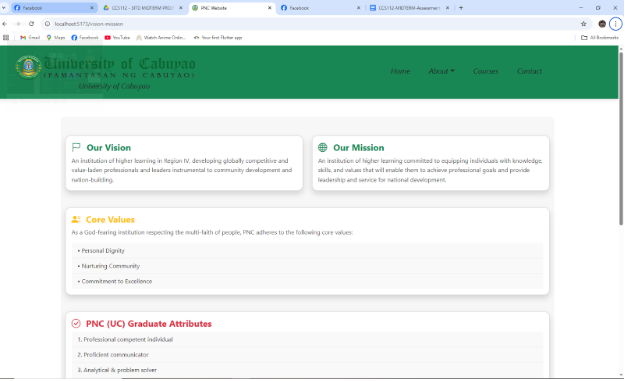 Facebook
CCS112 - SITD MIDTERM PROJ
PNC Website
Facebook
CCS112-MIDTERM-Assessment
localhost:5173/vision-mission
Gmail
Maps
Facebook
YouTube
Watch Anime Online...
Your first Flutter app
All Bookmarks
University of Cabuyao
(PAMANTASAN NG CABUYAO)
University of Cabuyao
Home
About
Courses
Contact
Our Vision
An institution of higher learning in Region IV, developing globally competitive and
value-laden professionals and leaders instrumental to community development and
nation-building.
Our Mission
An institution of higher learning committed to equipping individuals with knowledge,
skills, and values that will enable them to achieve professional goals and provide
leadership and service for national development.
Core Values
As a God-fearing institution respecting the multi-faith of people, PNC adheres to the following core values:
• Personal Dignity
• Nurturing Community
• Commitment to Excellence
PNC (UC) Graduate Attributes
1. Professional competent individual
2. Proficient communicator
3. Analytical & problem solver